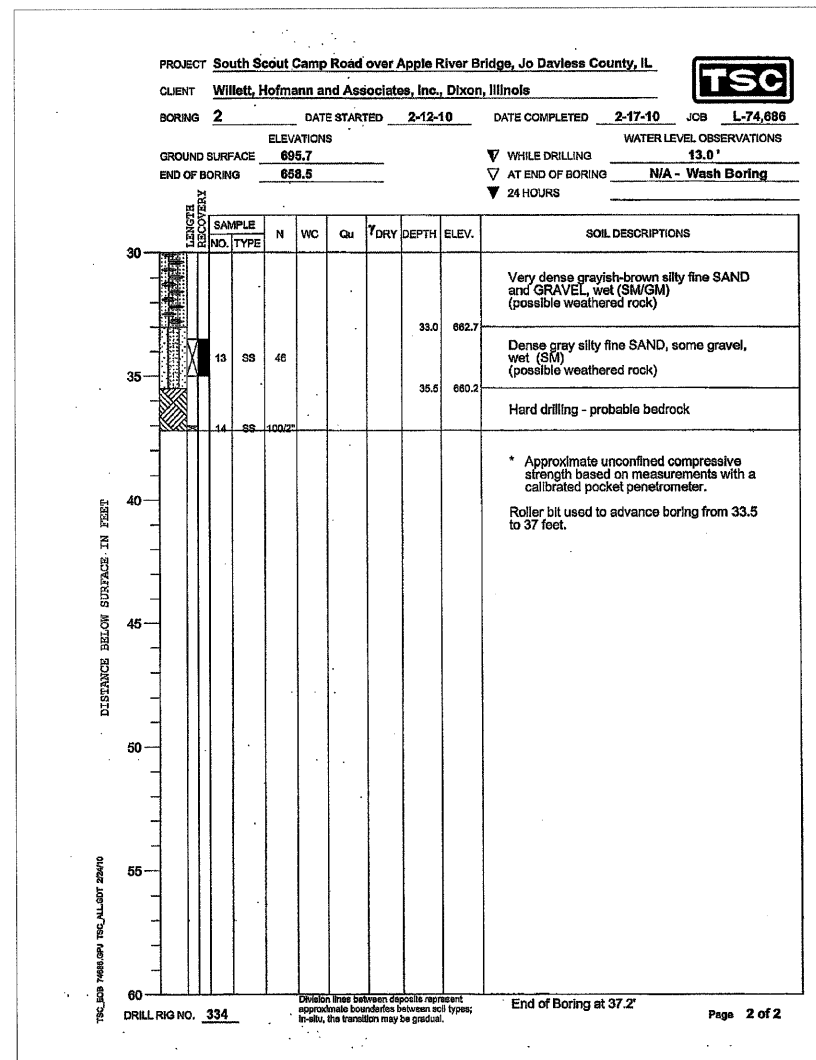 PROJECT South Scout Camp Road over Apple River Bridge, Jo Daviess County, IL
TSC
CLIENT Willett, Hofmann and Associates, Inc., Dixon, Illinois
BORING 2 DATE STARTED 2-12-10 DATE COMPLETED 2-17-10 JOB L-74,686
ELEVATIONS WATER LEVEL OBSERVATIONS
GROUND SURFACE 695.7 WHILE DRILLING 13.0'
END OF BORING 658.5 AT END OF BORING N/A - Wash Boring
24 HOURS
LENGTH
RECOVERY
SAMPLE
NO. TYPE N WC Qu γDRY DEPTH ELEV. SOIL DESCRIPTIONS
30
Very dense grayish-brown silty fine SAND
and GRAVEL, wet (SM/GM)
(possible weathered rock)
33.0 662.7
Dense gray silty fine SAND, some gravel,
wet (SM)
(possible weathered rock)
13 SS 46
35
35.5 660.2
Hard drilling - probable bedrock
14 SS 100/2"
* Approximate unconfined compressive
strength based on measurements with a
calibrated pocket penetrometer.
Roller bit used to advance boring from 33.5
to 37 feet.
40
45
50
55
60
DISTANCE BELOW SURFACE IN FEET
TSC_EOB 74686.GPJ TSC_ALL.GDT 2/24/10
DRILL RIG NO. 334
Division lines between deposits represent
approximate boundaries between soil types;
in-situ, the transition may be gradual.
End of Boring at 37.2'
Page 2 of 2